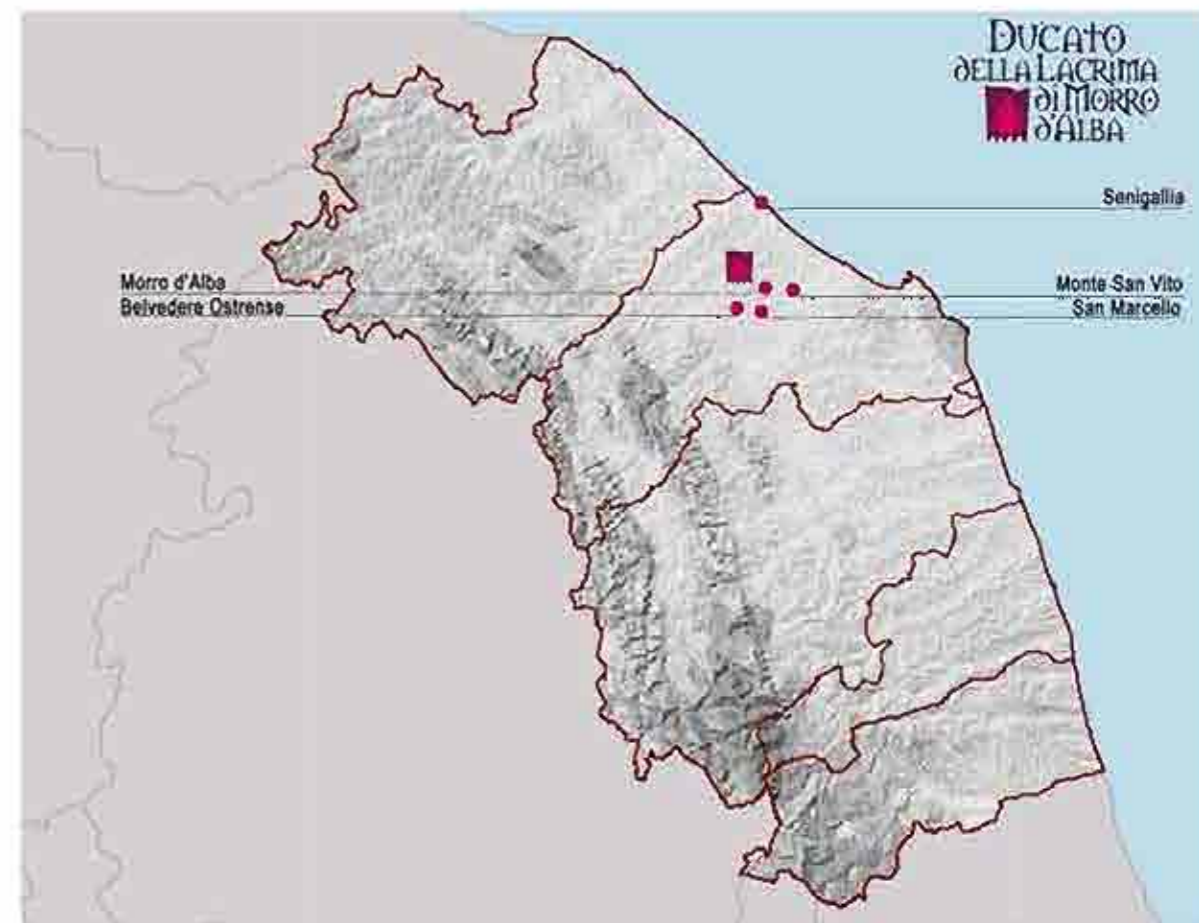 DUCATO
DELLA LACRIMA
DI MORRO
D'ALBA
Senigallia
Morro d'Alba
Monte San Vito
Belvedere Ostrense
San Marcello